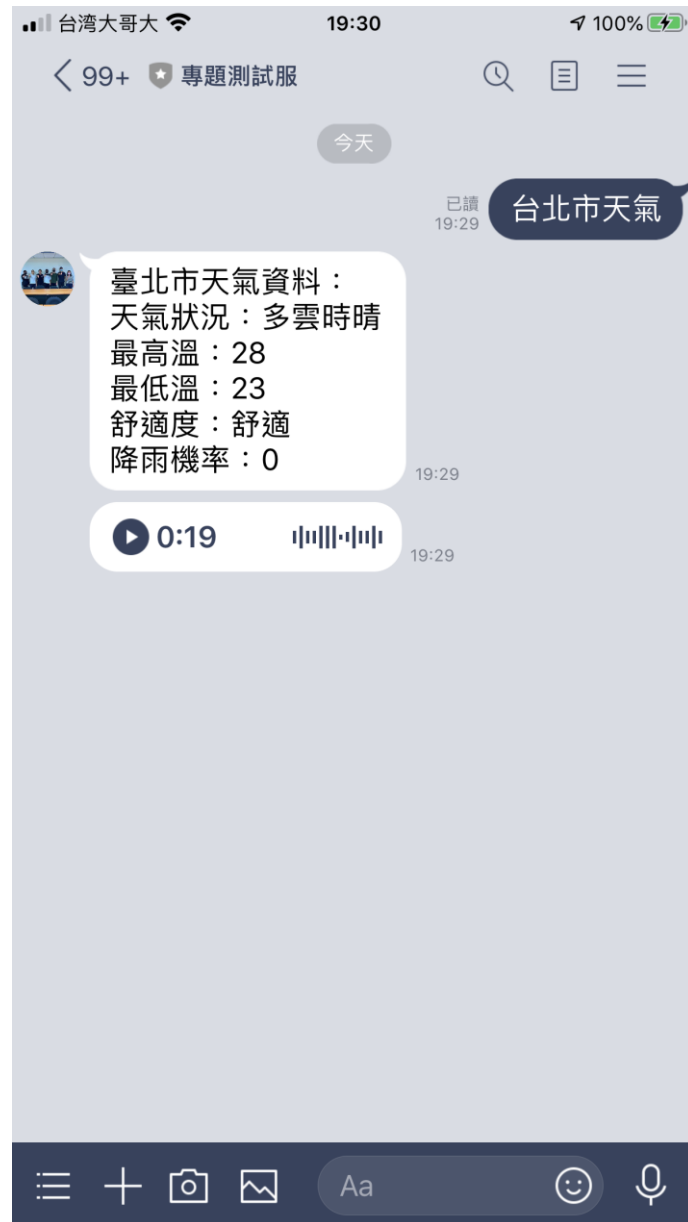 台湾大哥大 19:30 100%
99+ 專題測試服
今天
已讀
19:29
台北市天氣
臺北市天氣資料：
天氣狀況：多雲時晴
最高溫：28
最低溫：23
舒適度：舒適
降雨機率：0
19:29
0:19
19:29
Aa